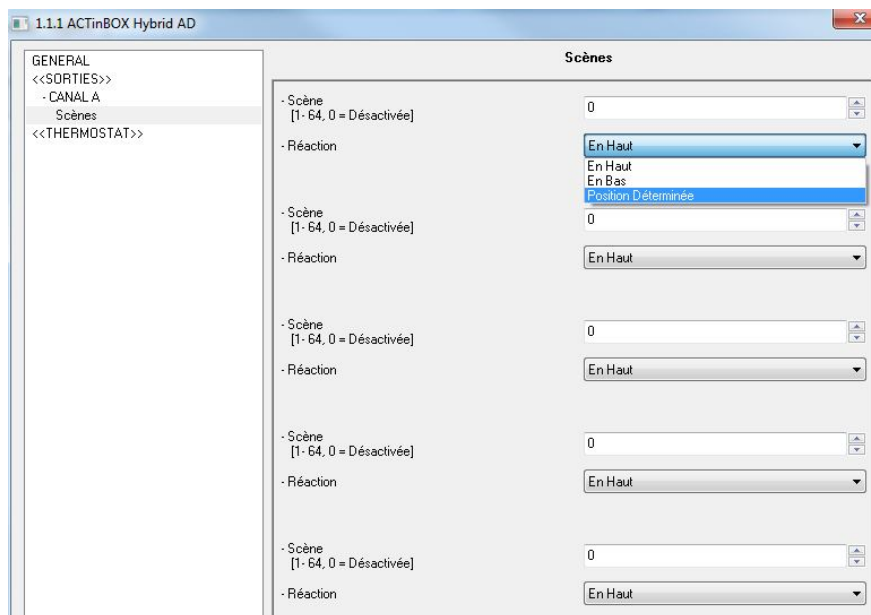 1.1.1 ACTinBOX Hybrid AD
x
GENERAL
<<SORTIES>>
- CANAL A
Scènes
<<THERMOSTAT>>
Scènes
- Scène
[1- 64, 0 = Désactivée]
0
- Réaction
En Haut
En Haut
En Bas
Position Déterminée
- Scène
[1- 64, 0 = Désactivée]
0
- Réaction
En Haut
- Scène
[1- 64, 0 = Désactivée]
0
- Réaction
En Haut
- Scène
[1- 64, 0 = Désactivée]
0
- Réaction
En Haut
- Scène
[1- 64, 0 = Désactivée]
0
- Réaction
En Haut